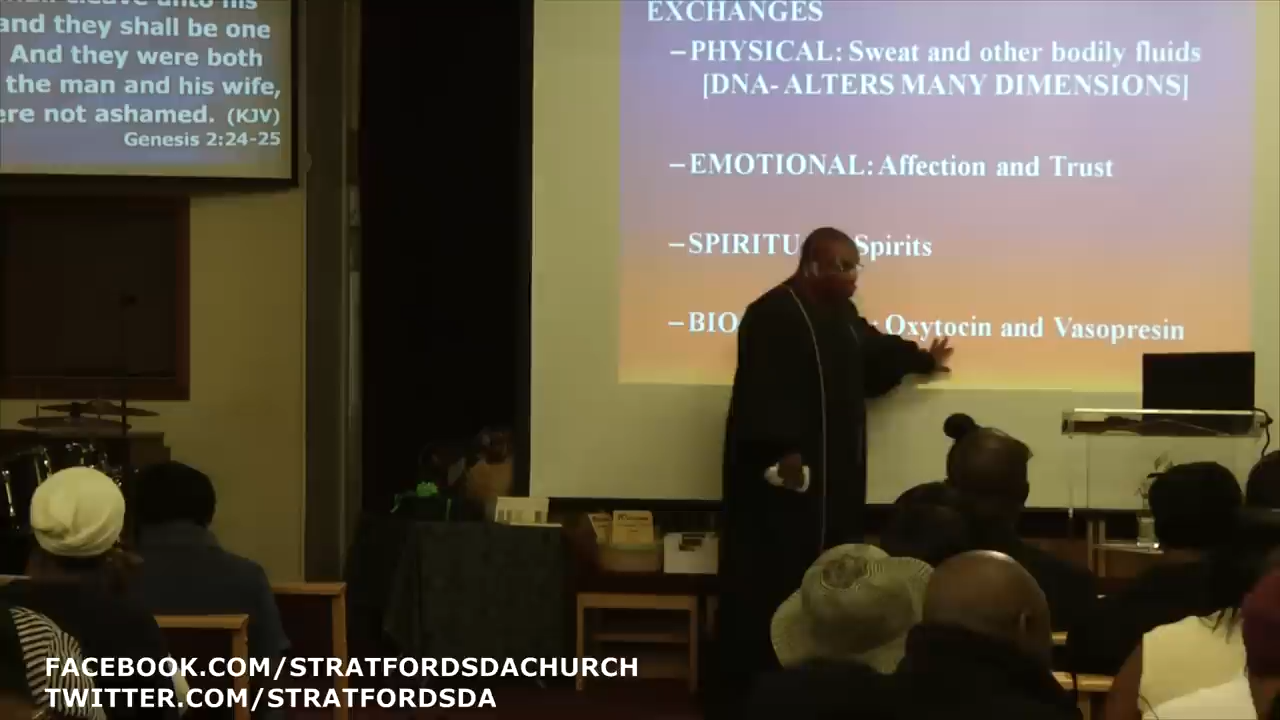 and they shall be one
And they were both
the man and his wife,
ere not ashamed. (KJV)
Genesis 2:24-25
EXCHANGES
–PHYSICAL: Sweat and other bodily fluids
[DNA- ALTERS MANY DIMENSIONS]
–EMOTIONAL: Affection and Trust
–SPIRITU Spirits
–BIO : Oxytocin and Vasopresin
FACEBOOK.COM/STRATFORDSDACHURCH
TWITTER.COM/STRATFORDSDA